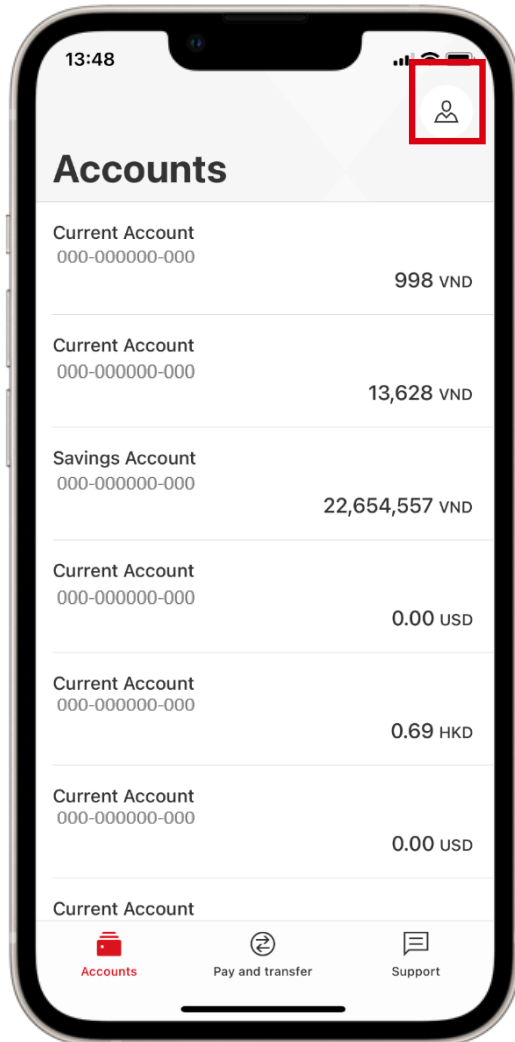 13:48
Accounts
Current Account
000-000000-000
998 VND
Current Account
000-000000-000
13,628 VND
Savings Account
000-000000-000
22,654,557 VND
Current Account
000-000000-000
0.00 USD
Current Account
000-000000-000
0.69 HKD
Current Account
000-000000-000
0.00 USD
Current Account
Accounts Pay and transfer Support